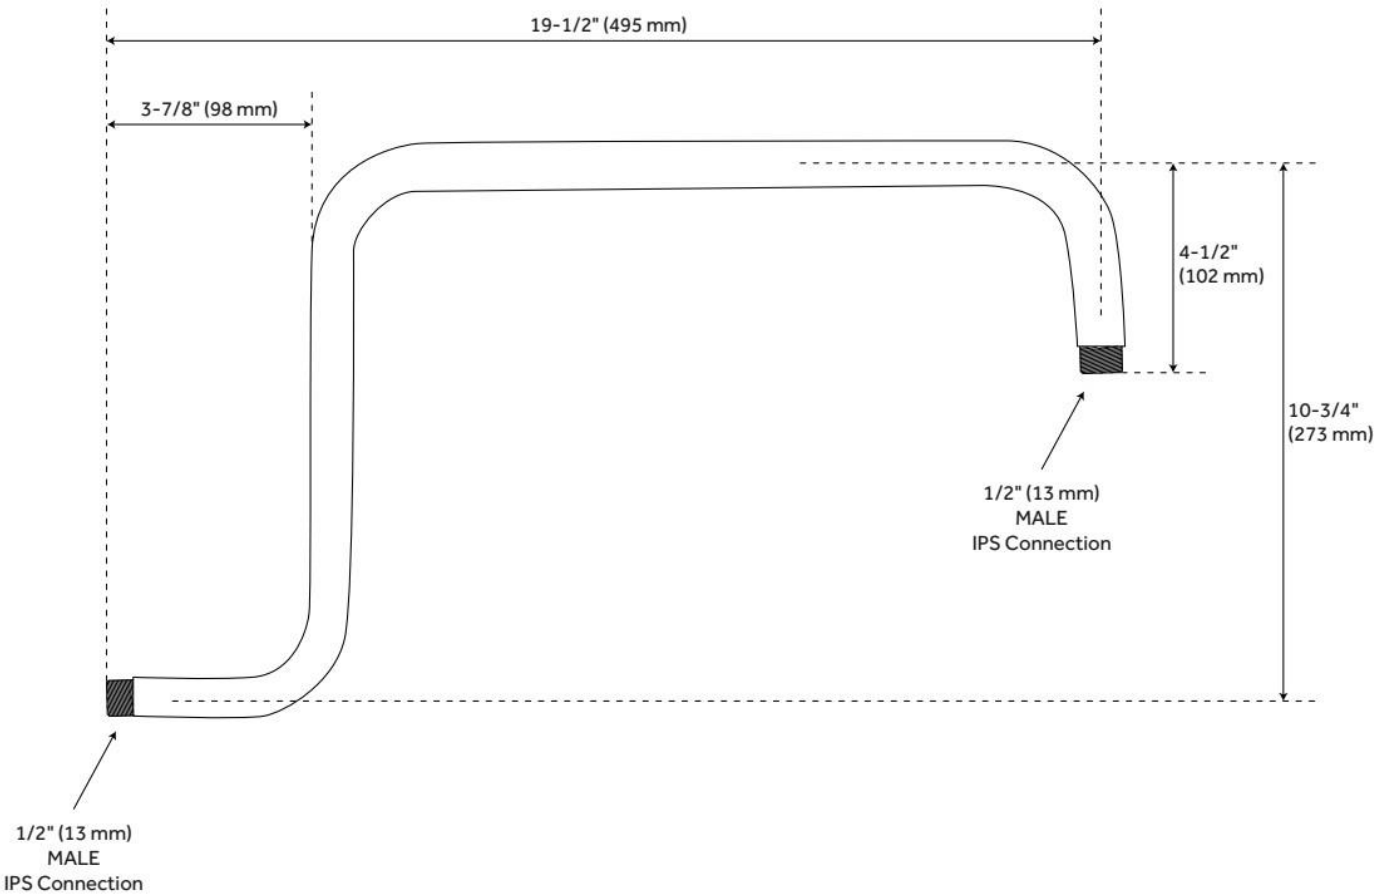 19-1/2" (495 mm)
3-7/8" (98 mm)
4-1/2"
(102 mm)
10-3/4"
(273 mm)
1/2" (13 mm)
MALE
IPS Connection
1/2" (13 mm)
MALE
IPS Connection